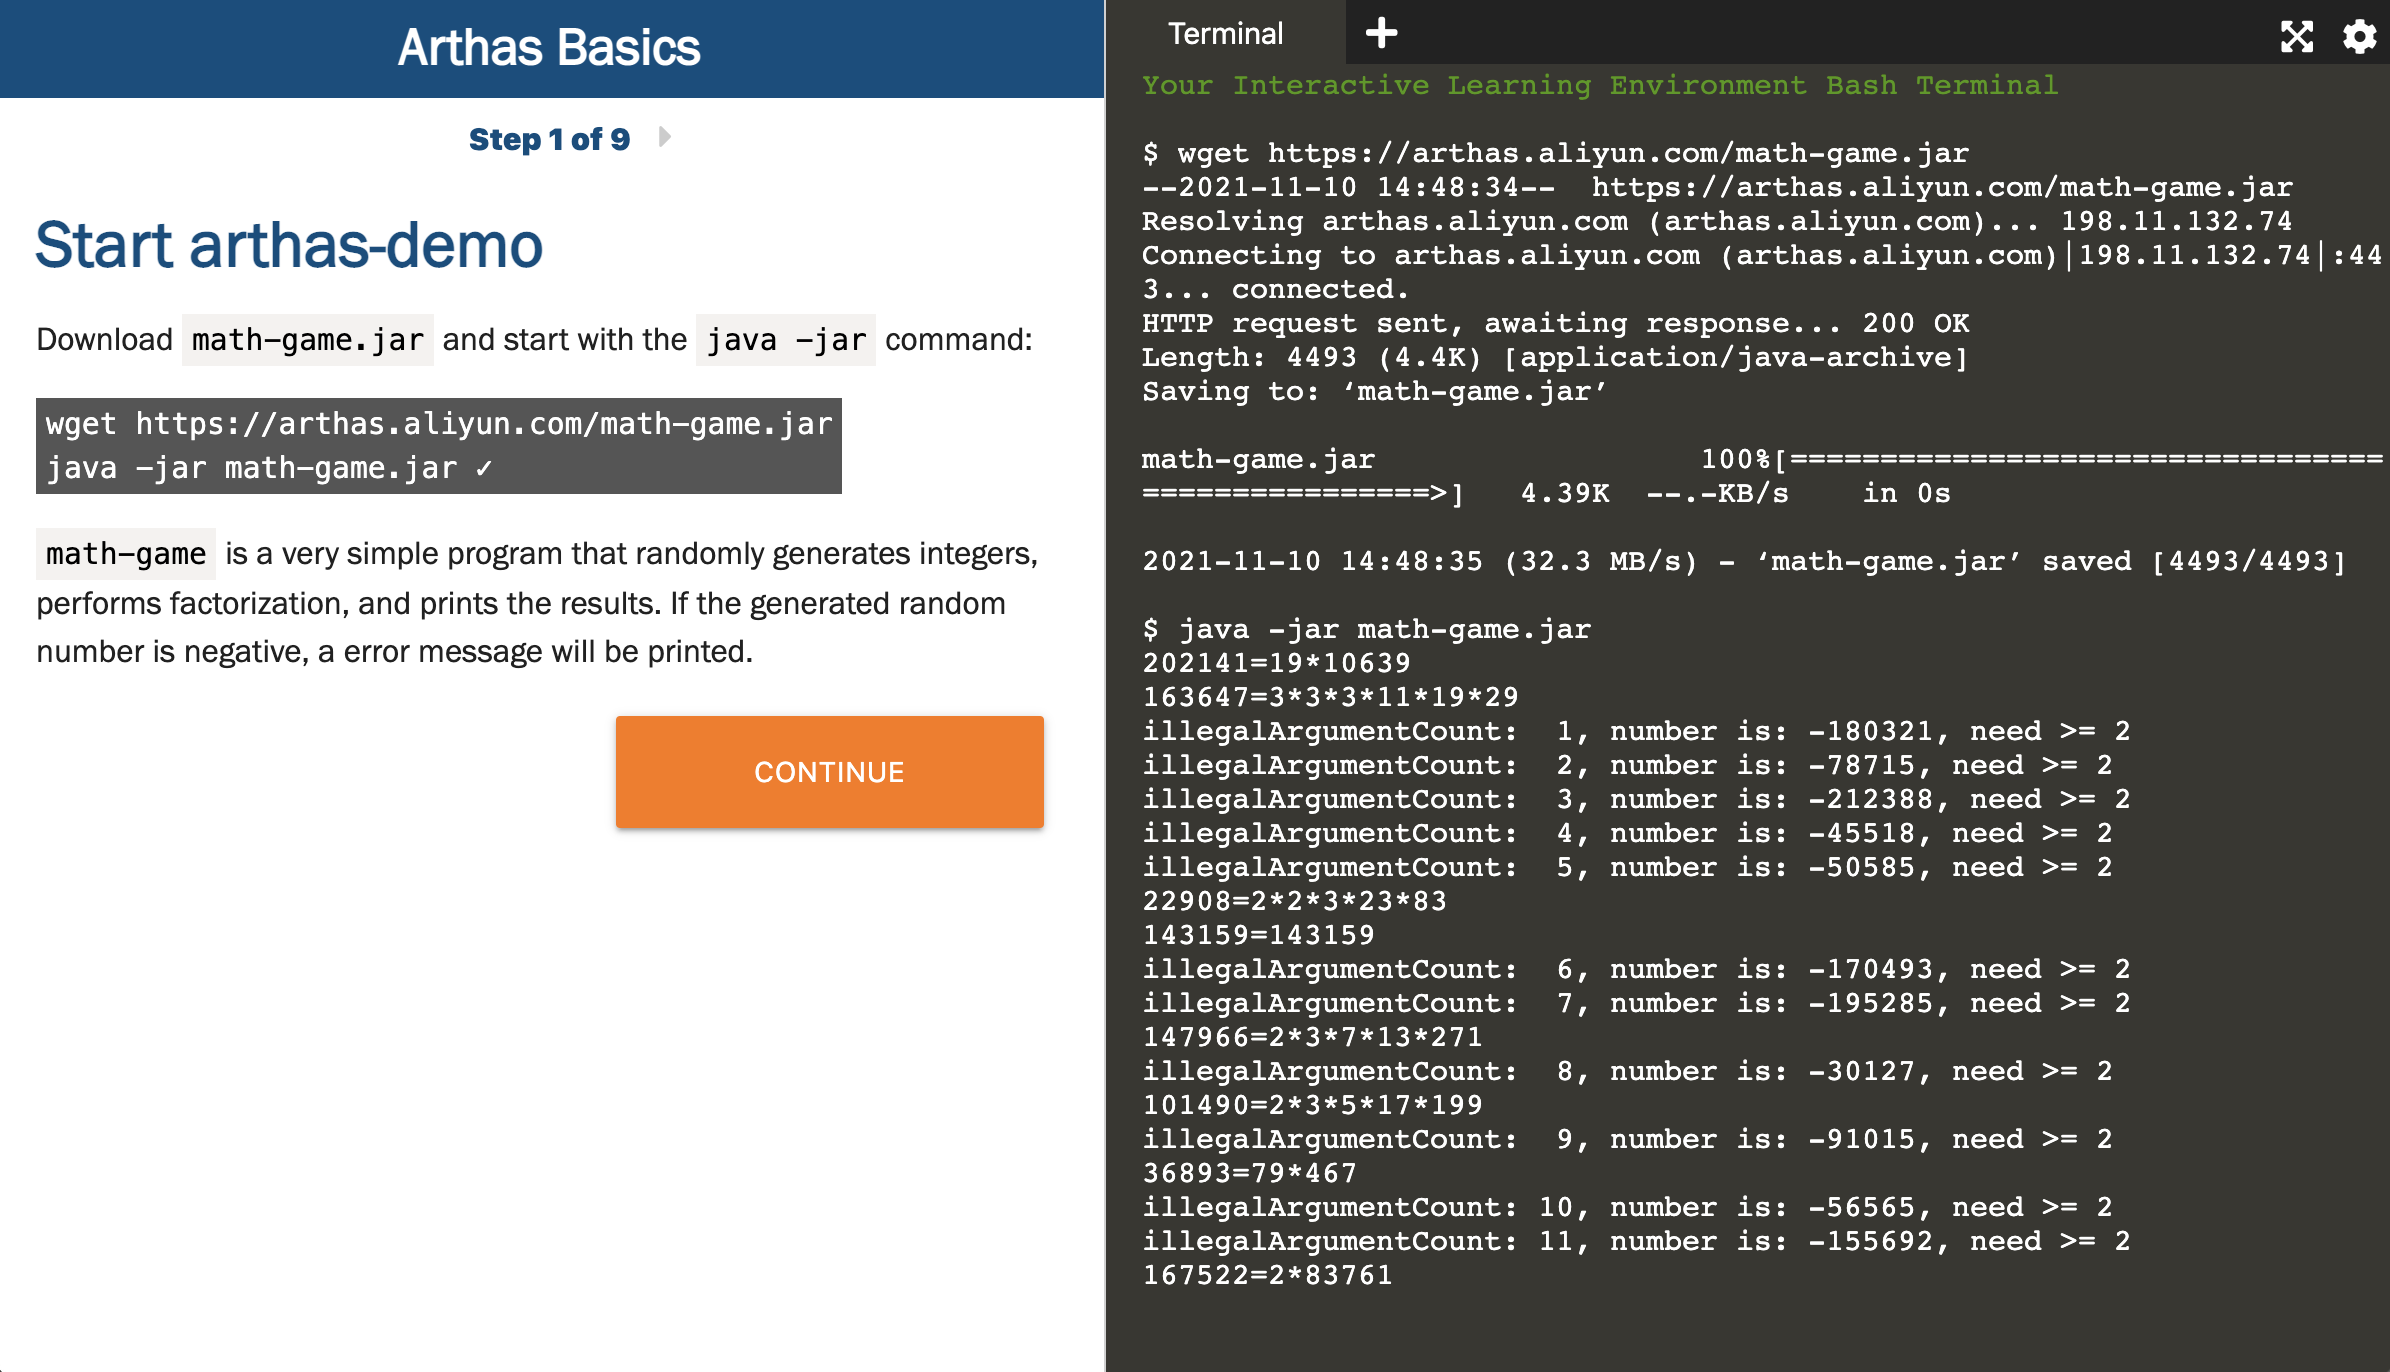 Arthas Basics
Step 1 of 9
Start arthas-demo
Download math-game.jar and start with the java -jar command:
wget https://arthas.aliyun.com/math-game.jar
java -jar math-game.jar ✓
math-game is a very simple program that randomly generates integers,
performs factorization, and prints the results. If the generated random
number is negative, a error message will be printed.
CONTINUE
Terminal
Your Interactive Learning Environment Bash Terminal
$ wget https://arthas.aliyun.com/math-game.jar
--2021-11-10 14:48:34--  https://arthas.aliyun.com/math-game.jar
Resolving arthas.aliyun.com (arthas.aliyun.com)... 198.11.132.74
Connecting to arthas.aliyun.com (arthas.aliyun.com)|198.11.132.74|:44
3... connected.
HTTP request sent, awaiting response... 200 OK
Length: 4493 (4.4K) [application/java-archive]
Saving to: ‘math-game.jar’
math-game.jar                  100%[=================================
================>]   4.39K  --.-KB/s    in 0s
2021-11-10 14:48:35 (32.3 MB/s) - ‘math-game.jar’ saved [4493/4493]
$ java -jar math-game.jar
202141=19*10639
163647=3*3*3*11*19*29
illegalArgumentCount:  1, number is: -180321, need >= 2
illegalArgumentCount:  2, number is: -78715, need >= 2
illegalArgumentCount:  3, number is: -212388, need >= 2
illegalArgumentCount:  4, number is: -45518, need >= 2
illegalArgumentCount:  5, number is: -50585, need >= 2
22908=2*2*3*23*83
143159=143159
illegalArgumentCount:  6, number is: -170493, need >= 2
illegalArgumentCount:  7, number is: -195285, need >= 2
147966=2*3*7*13*271
illegalArgumentCount:  8, number is: -30127, need >= 2
101490=2*3*5*17*199
illegalArgumentCount:  9, number is: -91015, need >= 2
36893=79*467
illegalArgumentCount: 10, number is: -56565, need >= 2
illegalArgumentCount: 11, number is: -155692, need >= 2
167522=2*83761